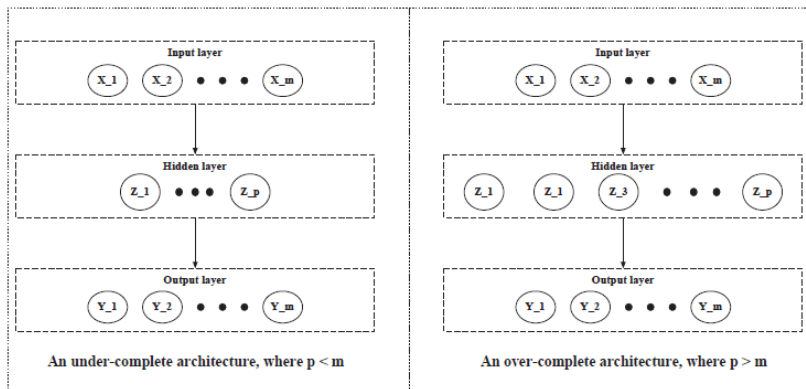 Input layer
X_1 X_2 • • • X_m
Hidden layer
Z_1 • • • Z_p
Output layer
Y_1 Y_2 • • • Y_m
An under-complete architecture, where p < m
Input layer
X_1 X_2 • • • X_m
Hidden layer
Z_1 Z_1 Z_3 • • • Z_p
Output layer
Y_1 Y_2 • • • Y_m
An over-complete architecture, where p > m